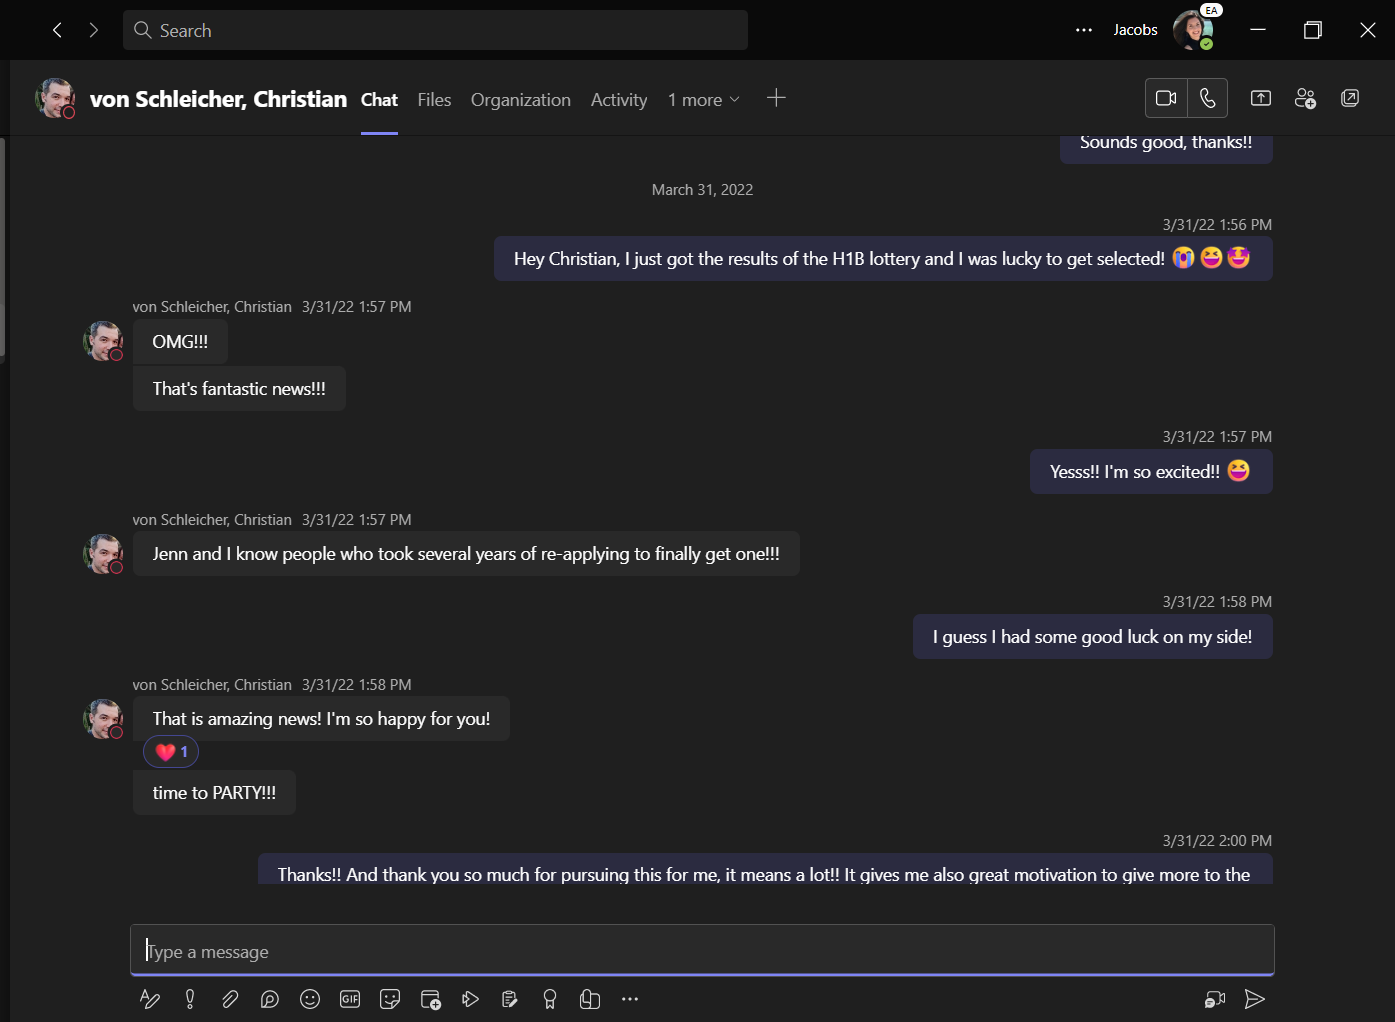 Search
Jacobs
EA
von Schleicher, Christian
Chat
Files
Organization
Activity
1 more
Sounds good, thanks!!
March 31, 2022
3/31/22 1:56 PM
Hey Christian, I just got the results of the H1B lottery and I was lucky to get selected! 😭😆🤩
von Schleicher, Christian 3/31/22 1:57 PM
OMG!!!
That's fantastic news!!!
3/31/22 1:57 PM
Yesss!! I'm so excited!! 😆
von Schleicher, Christian 3/31/22 1:57 PM
Jenn and I know people who took several years of re-applying to finally get one!!!
3/31/22 1:58 PM
I guess I had some good luck on my side!
von Schleicher, Christian 3/31/22 1:58 PM
That is amazing news! I'm so happy for you!
❤️ 1
time to PARTY!!!
3/31/22 2:00 PM
Thanks!! And thank you so much for pursuing this for me, it means a lot!! It gives me also great motivation to give more to the
Type a message
GIF